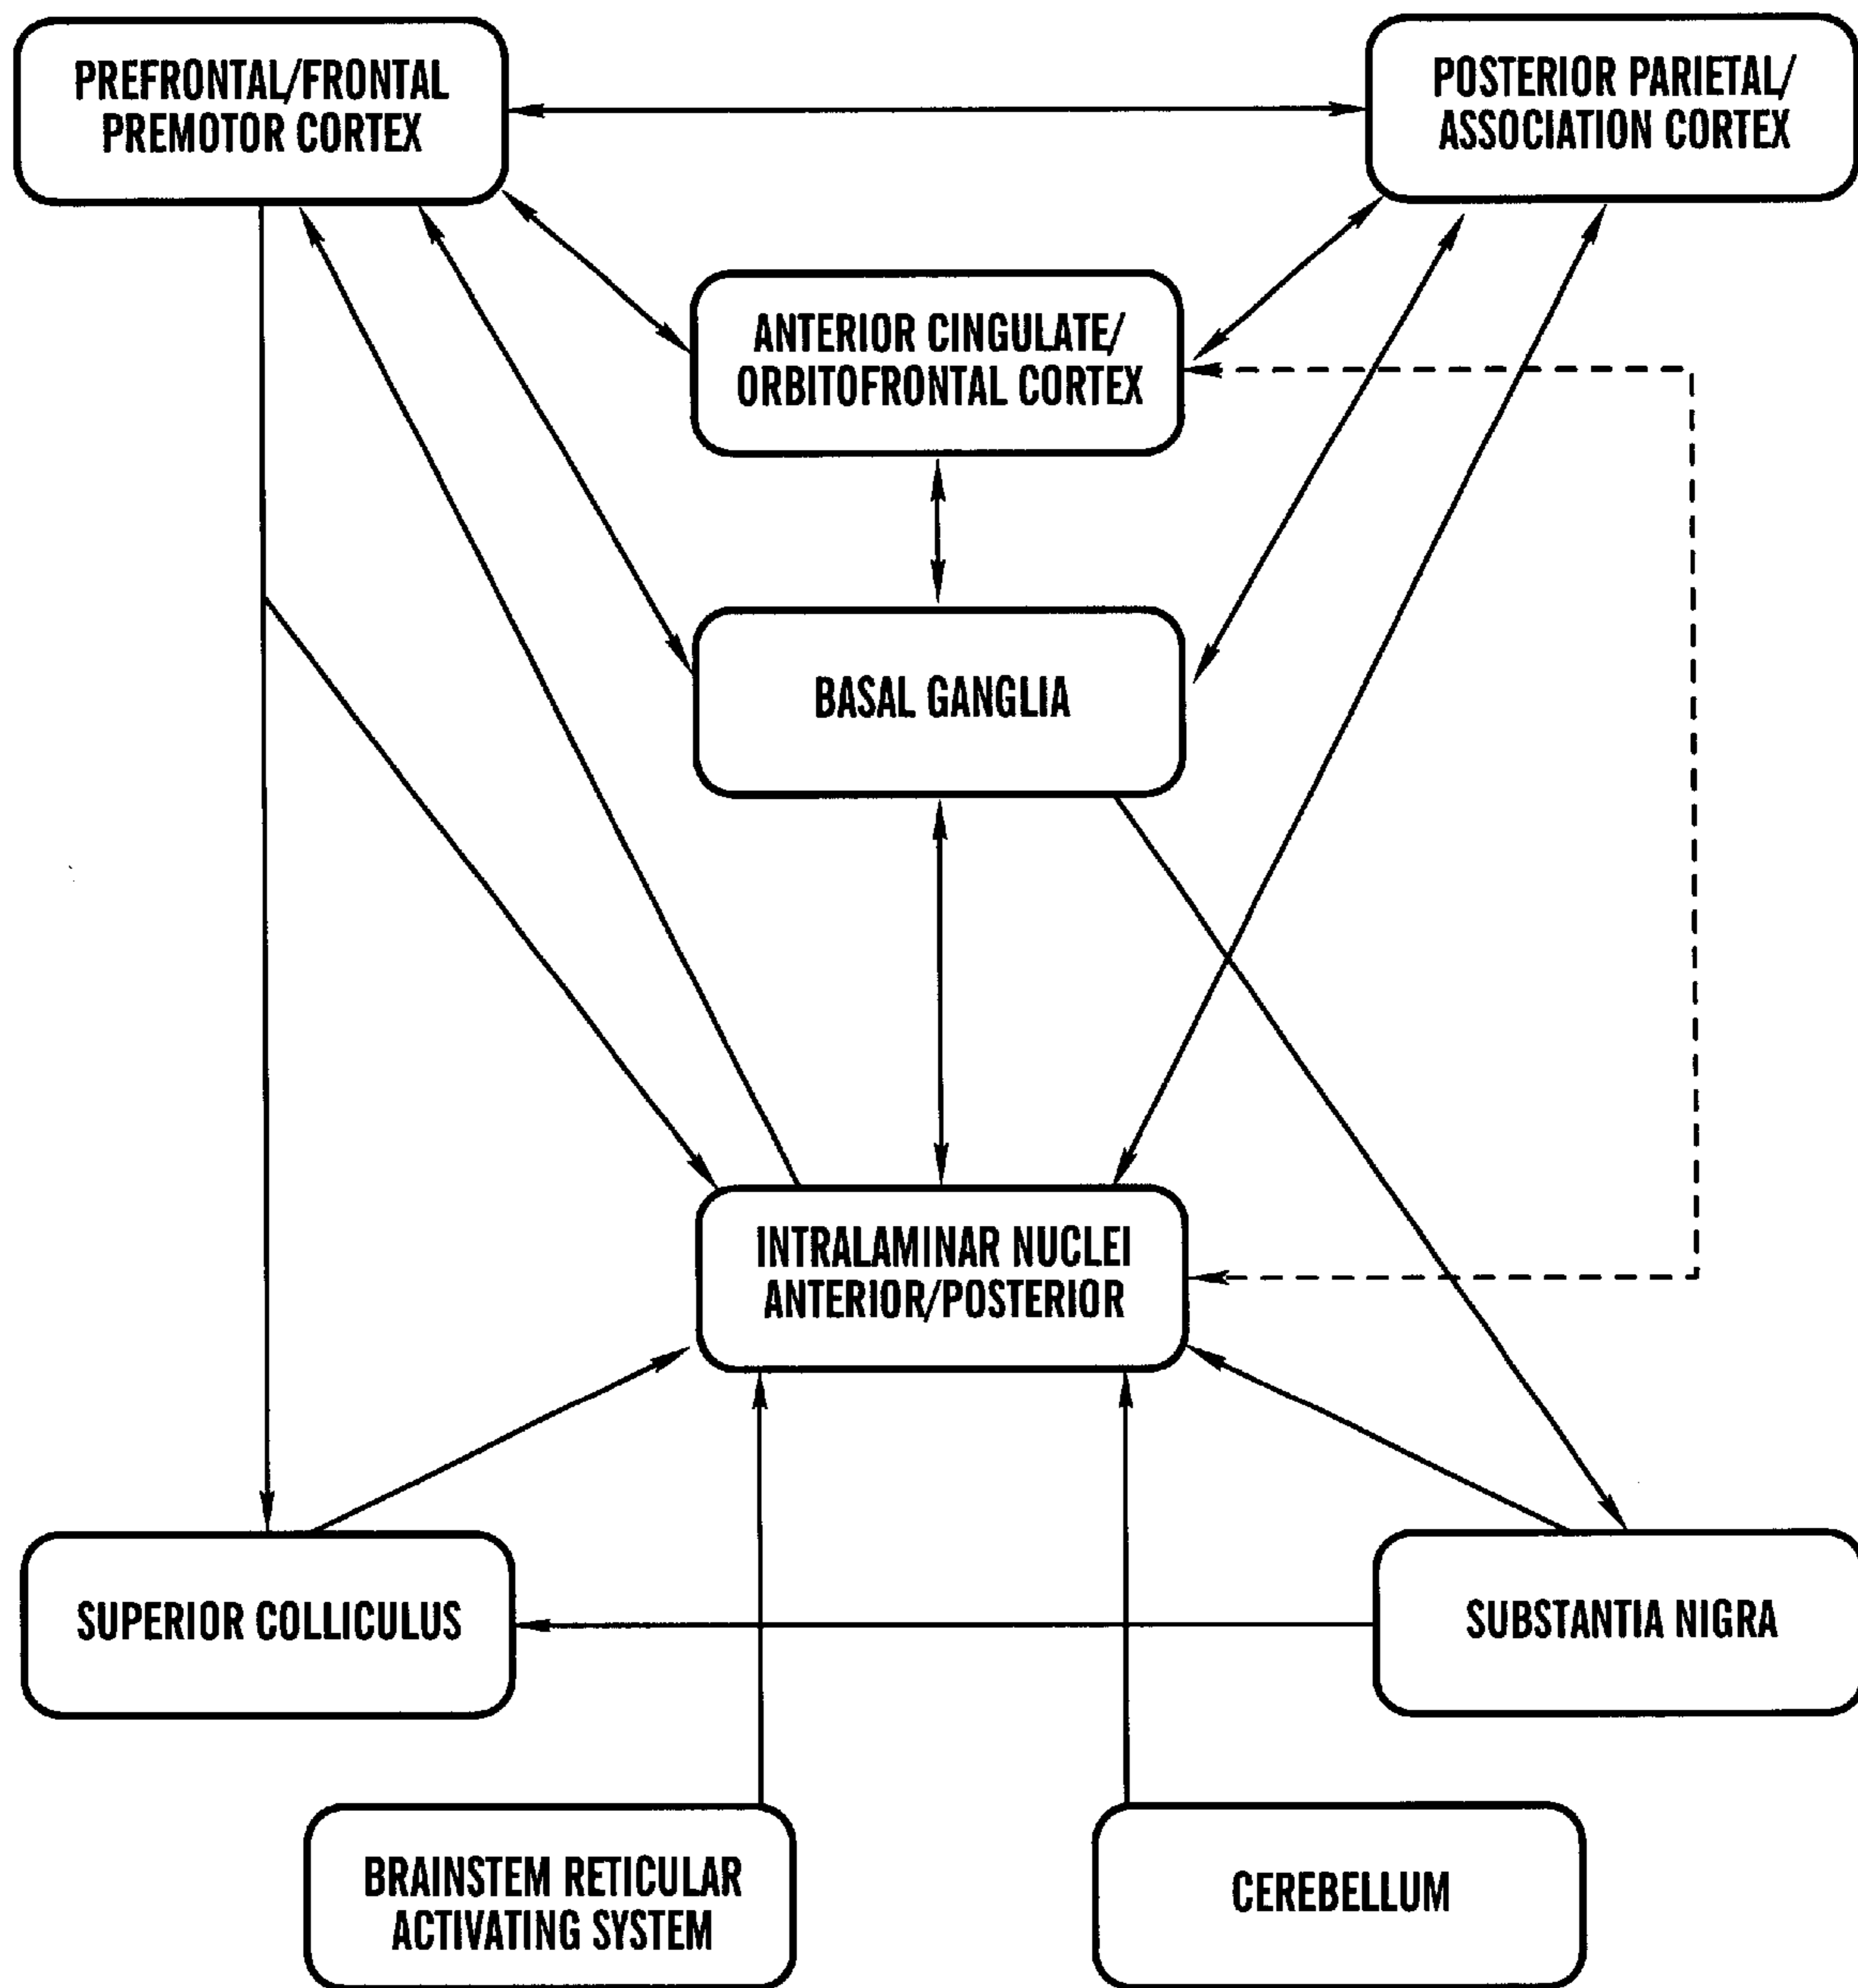 PREFRONTAL/FRONTAL
PREMOTOR CORTEX
POSTERIOR PARIETAL/
ASSOCIATION CORTEX
ANTERIOR CINGULATE/
ORBITOFRONTAL CORTEX
BASAL GANGLIA
INTRALAMINAR NUCLEI
ANTERIOR/POSTERIOR
SUPERIOR COLLICULUS
SUBSTANTIA NIGRA
BRAINSTEM RETICULAR
ACTIVATING SYSTEM
CEREBELLUM